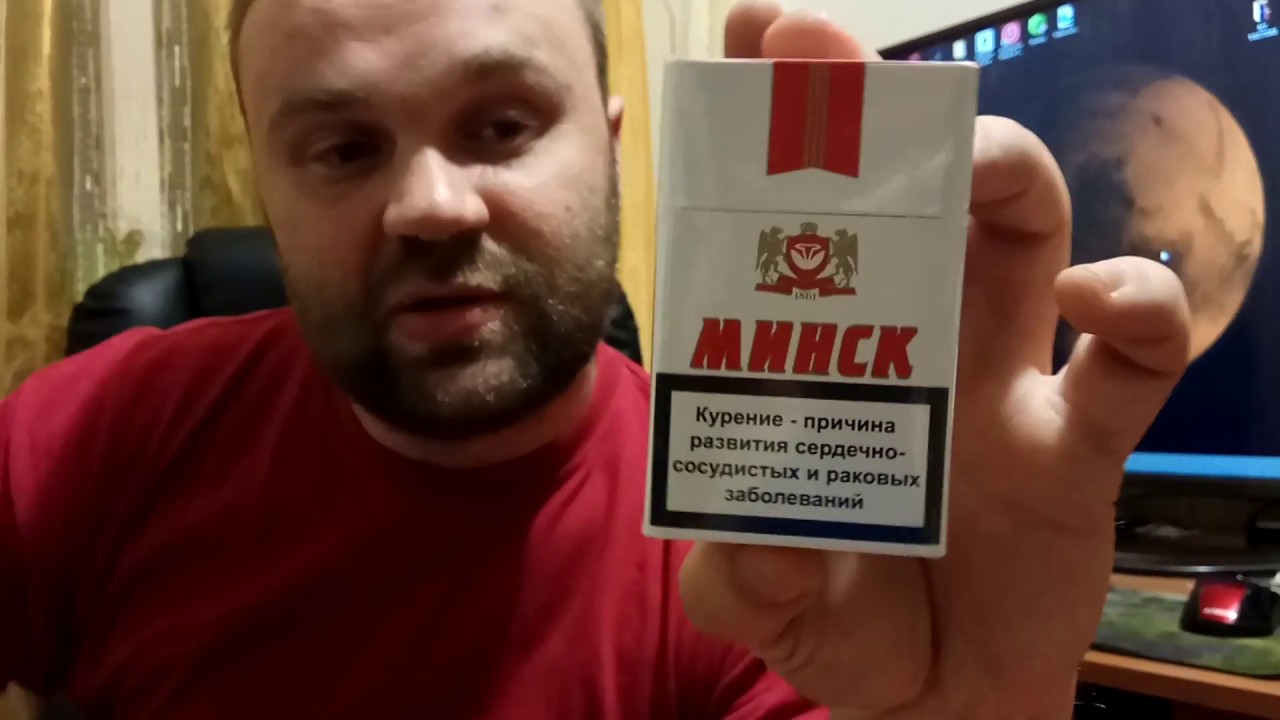 1861
МИНСК
Курение - причина
развития сердечно-
сосудистых и раковых
заболеваний